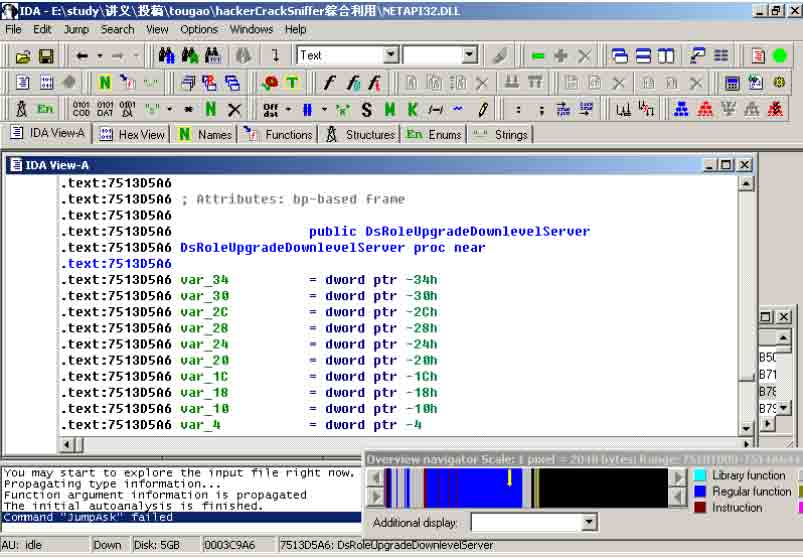 IDA - E:\study\讲义\投稿\tougao\hackerCrackSniffer綜合利用\NETAPI32.DLL
File Edit Jump Search View Options Windows Help
Text
N T f f f
En 0101 COD 0101 DAT "s" * N X Off dst # 'x' S M K ~ ; :
IDA View-A Hex View N Names Functions Structures En Enums "..." Strings
IDA View-A
.text:7513D5A6
.text:7513D5A6 ; Attributes: bp-based frame
.text:7513D5A6
.text:7513D5A6 public DsRoleUpgradeDownlevelServer
.text:7513D5A6 DsRoleUpgradeDownlevelServer proc near
.text:7513D5A6
.text:7513D5A6 var_34 = dword ptr -34h
.text:7513D5A6 var_30 = dword ptr -30h
.text:7513D5A6 var_2C = dword ptr -2Ch
.text:7513D5A6 var_28 = dword ptr -28h
.text:7513D5A6 var_24 = dword ptr -24h
.text:7513D5A6 var_20 = dword ptr -20h
.text:7513D5A6 var_1C = dword ptr -1Ch
.text:7513D5A6 var_18 = dword ptr -18h
.text:7513D5A6 var_10 = dword ptr -10h
.text:7513D5A6 var_4 = dword ptr -4
B50
B71
B78
B79
Overview navigator Scale: 1 pixel = 2048 bytes; Range:
Library function
Regular function
Instruction
Additional display:
You may start to explore the input file right now.
Propagating type information...
Function argument information is propagated
The initial autoanalysis is finished.
Command "JumpAsk" failed
AU: idle Down Disk: 5GB 0003C9A6 7513D5A6: DsRoleUpgradeDownlevelServer